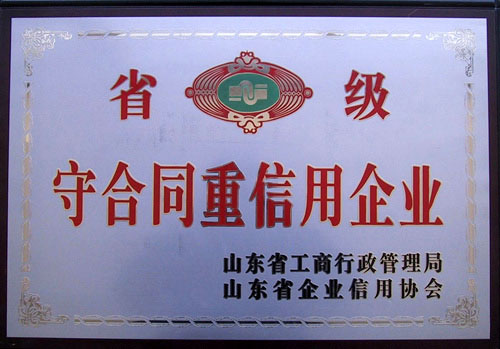 省 级
守合同重信用企业
山东省工商行政管理局
山东省企业信用协会